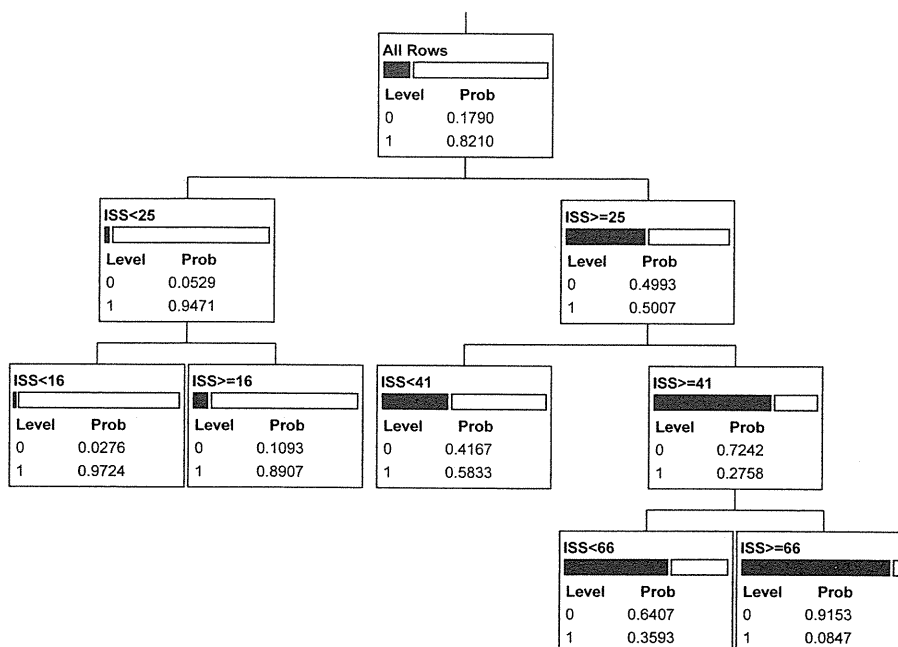 All Rows
Level Prob
0 0.1790
1 0.8210
ISS<25
Level Prob
0 0.0529
1 0.9471
ISS>=25
Level Prob
0 0.4993
1 0.5007
ISS<16
Level Prob
0 0.0276
1 0.9724
ISS>=16
Level Prob
0 0.1093
1 0.8907
ISS<41
Level Prob
0 0.4167
1 0.5833
ISS>=41
Level Prob
0 0.7242
1 0.2758
ISS<66
Level Prob
0 0.6407
1 0.3593
ISS>=66
Level Prob
0 0.9153
1 0.0847